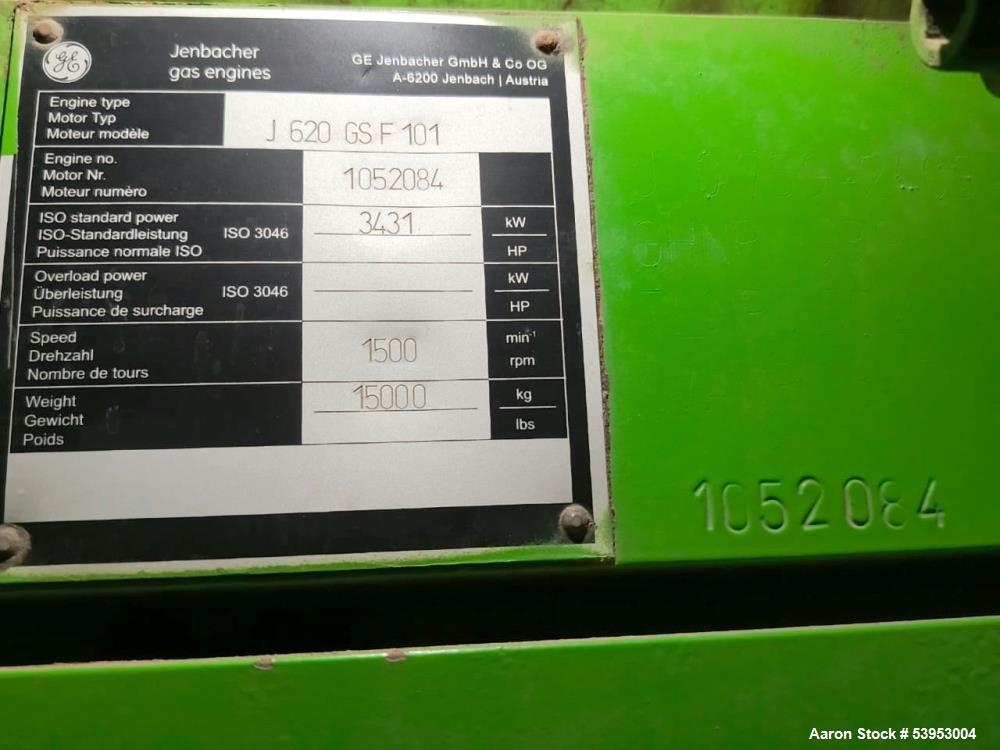 GE
Jenbacher
gas engines
GE Jenbacher GmbH & Co OG
A-6200 Jenbach | Austria
Engine type
Motor Typ
Moteur modèle
J 620 GS F 101
Engine no.
Motor Nr.
Moteur numèro
1052084
ISO standard power
ISO-Standardleistung ISO 3046
Puissance normale ISO
3431
kW
HP
Overload power
Überleistung ISO 3046
Puissance de surcharge
kW
HP
Speed
Drehzahl
Nombre de tours
1500
min-¹
rpm
Weight
Gewicht
Poids
15000
kg
lbs
1052084
Aaron Stock # 53953004